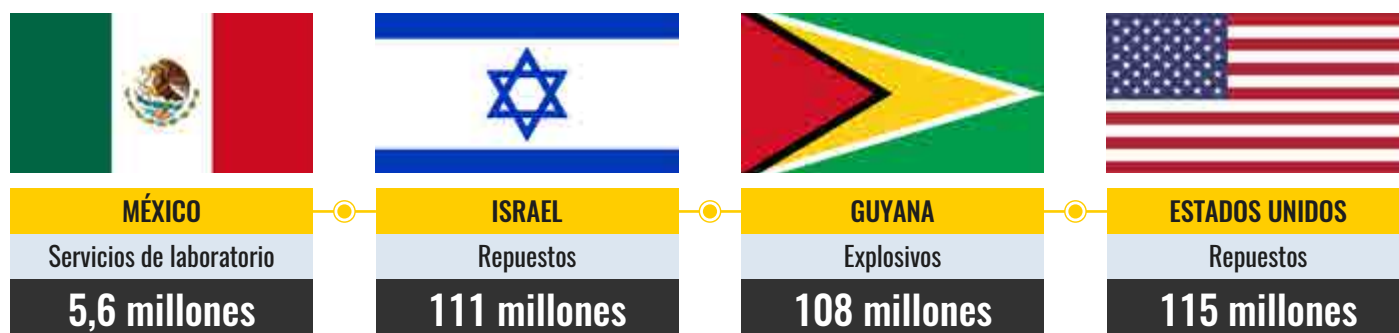 MÉXICO
Servicios de laboratorio
5,6 millones
ISRAEL
Repuestos
111 millones
GUYANA
Explosivos
108 millones
ESTADOS UNIDOS
Repuestos
115 millones